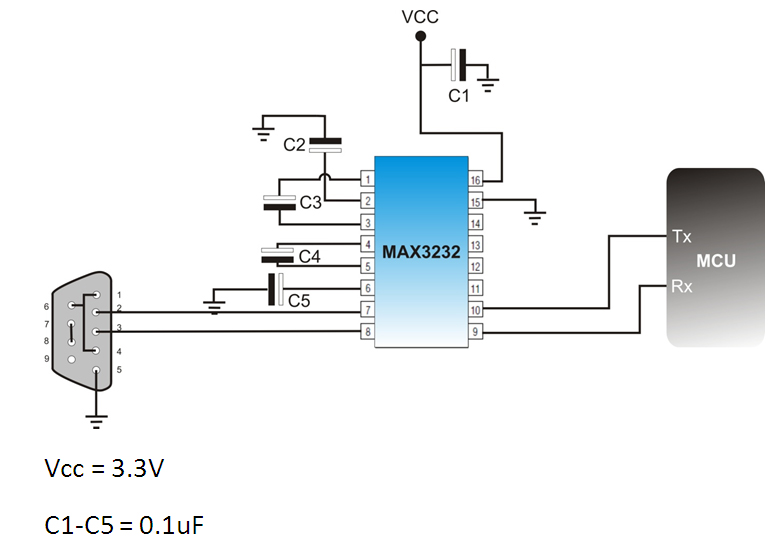 VCC
C1
C2
C3
C4
C5
1
2
3
4
5
6
7
8
16
15
14
13
12
11
10
9
MAX3232
Tx
MCU
Rx
1
2
3
4
5
6
7
8
9
Vcc = 3.3V
C1-C5 = 0.1uF